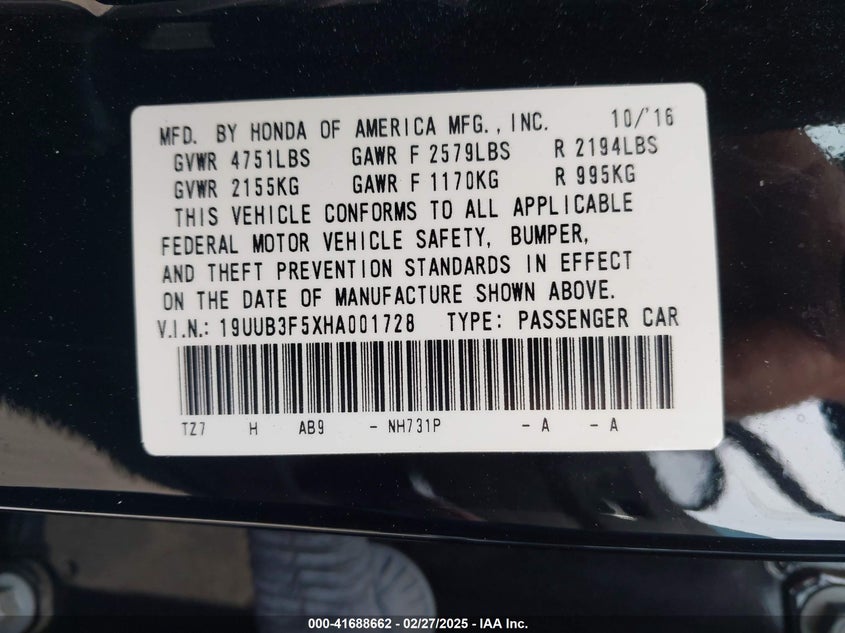 MFD. BY HONDA OF AMERICA MFG., INC. 10/'16
GVWR 4751LBS GAWR F 2579LBS R 2194LBS
GVWR 2155KG GAWR F 1170KG R 995KG
THIS VEHICLE CONFORMS TO ALL APPLICABLE
FEDERAL MOTOR VEHICLE SAFETY, BUMPER,
AND THEFT PREVENTION STANDARDS IN EFFECT
ON THE DATE OF MANUFACTURE SHOWN ABOVE.
V.I.N.: 19UUB3F5XHA001728 TYPE: PASSENGER CAR
TZ7 H AB9 - NH731P - A - A
000-41688662 - 02/27/2025 - IAA Inc.